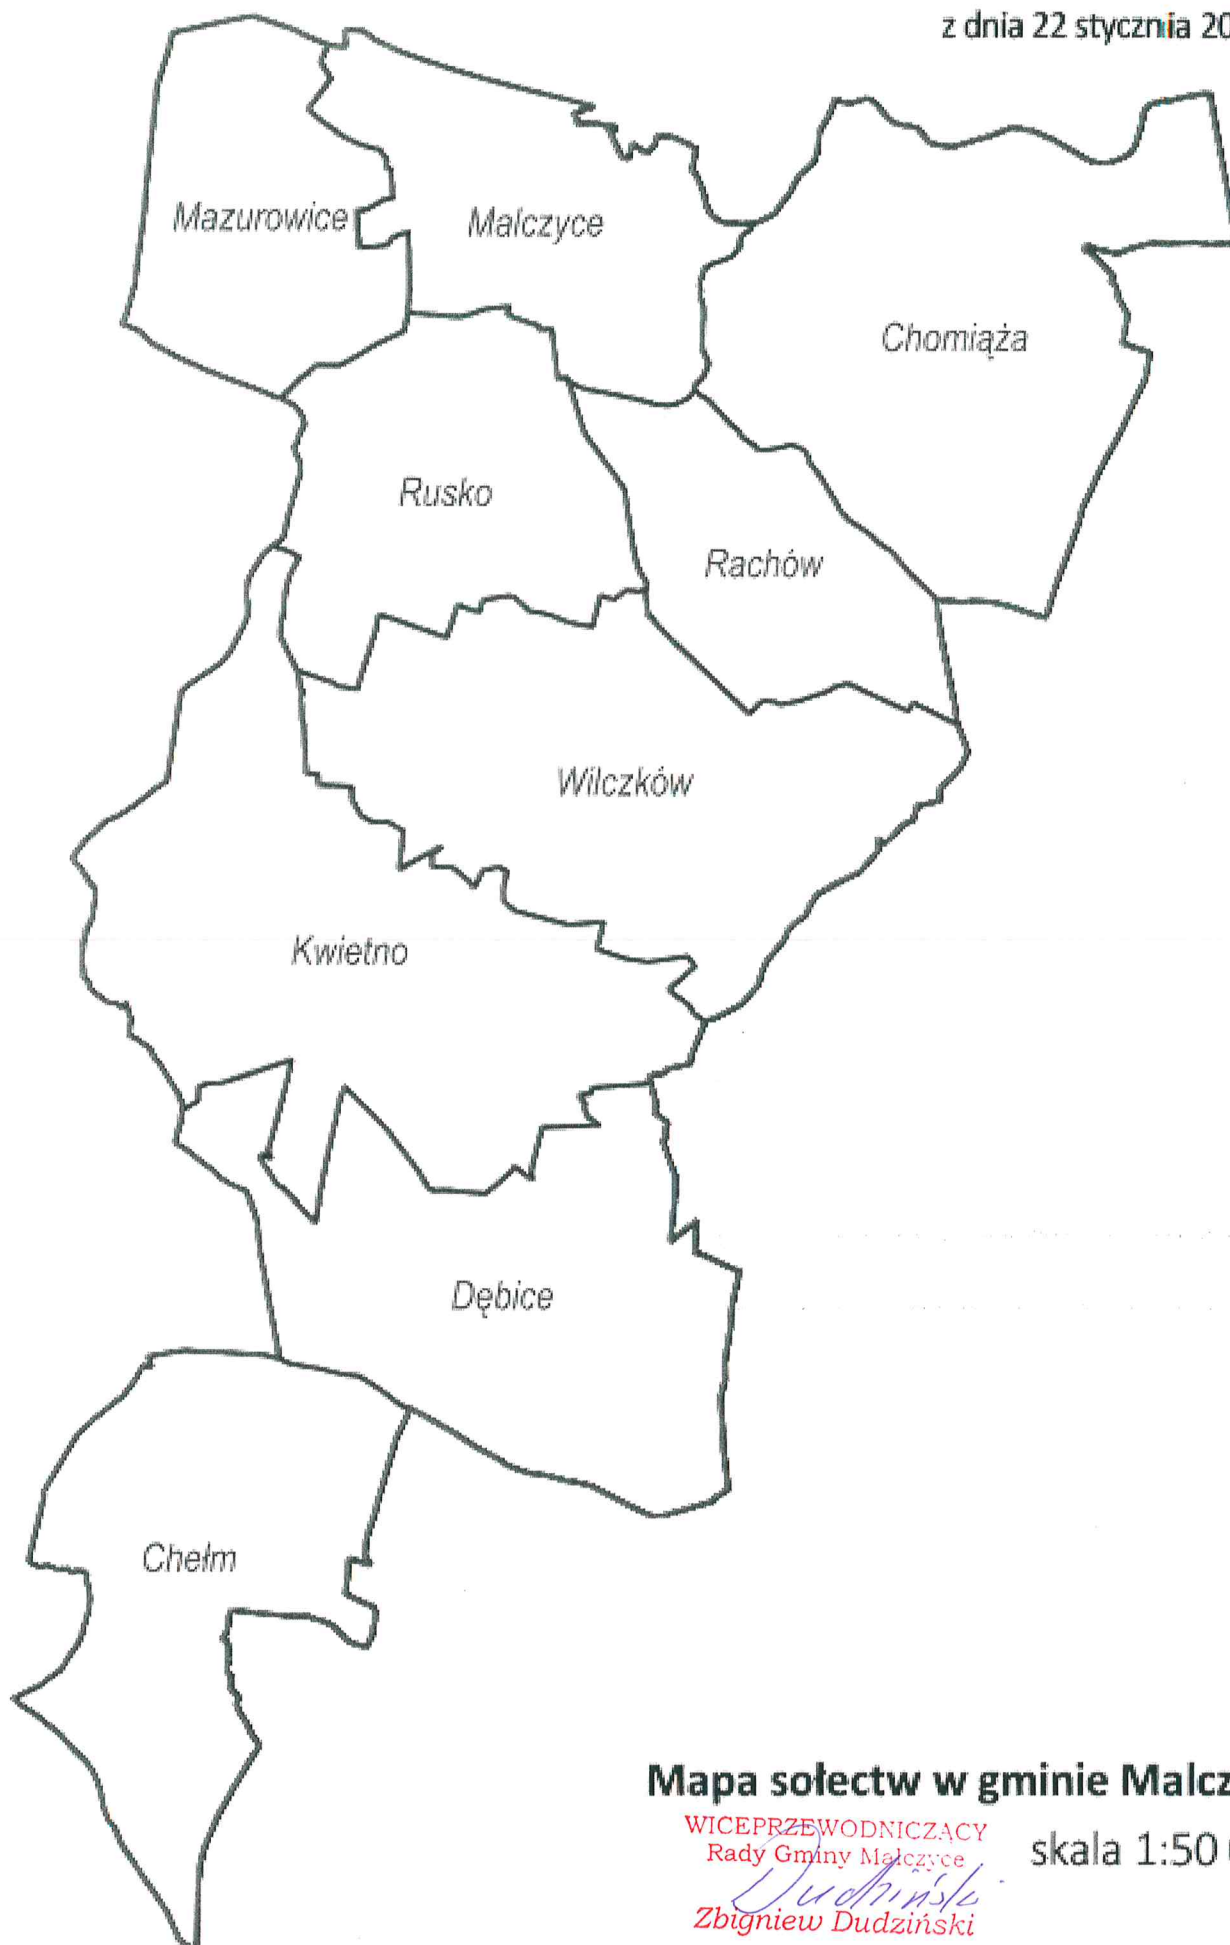 z dnia 22 stycznia 20
Mazurowice
Malczyce
Chomiąża
Rusko
Rachów
Wilczków
Kwietno
Dębice
Chełm
Mapa sołectw w gminie Malcz
WICEPRZEWODNICZĄCY
Rady Gminy Malczyce
skala 1:50
Dudziński
Zbigniew Dudziński